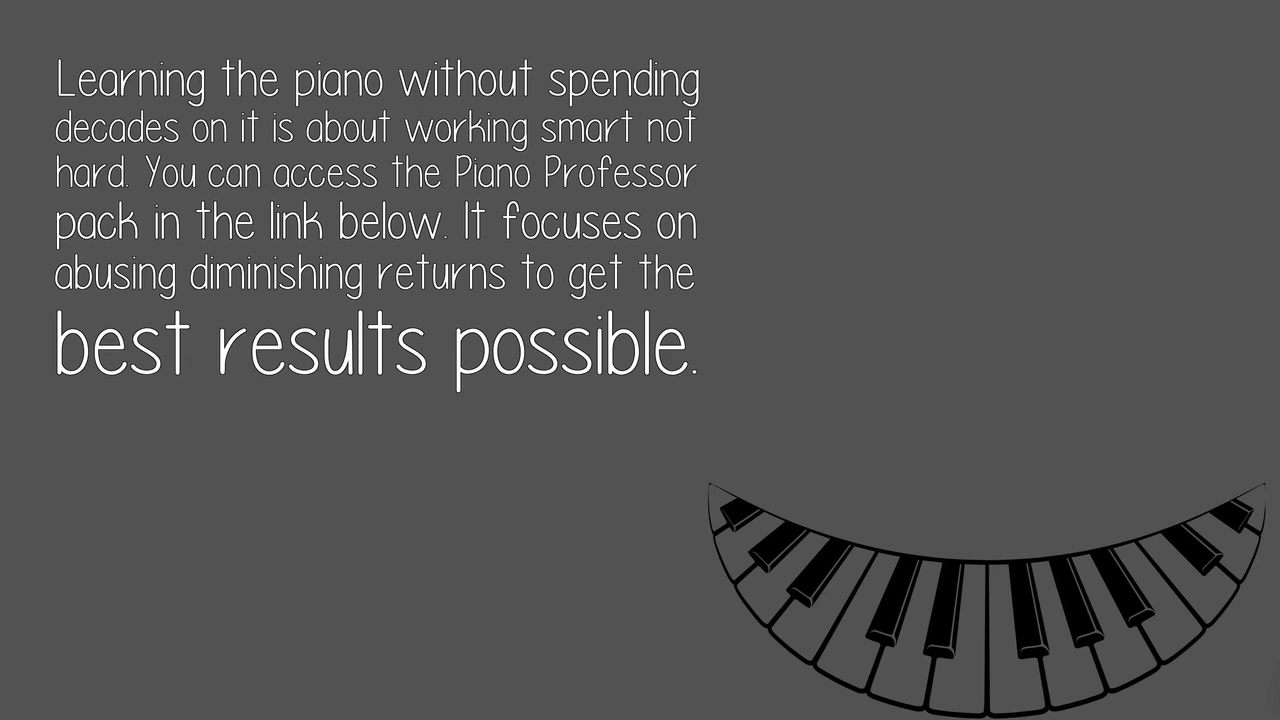 Learning the piano without spending
decades on it is about working smart not
hard. You can access the Piano Professor
pack in the link below. It focuses on
abusing diminishing returns to get the
best results possible.